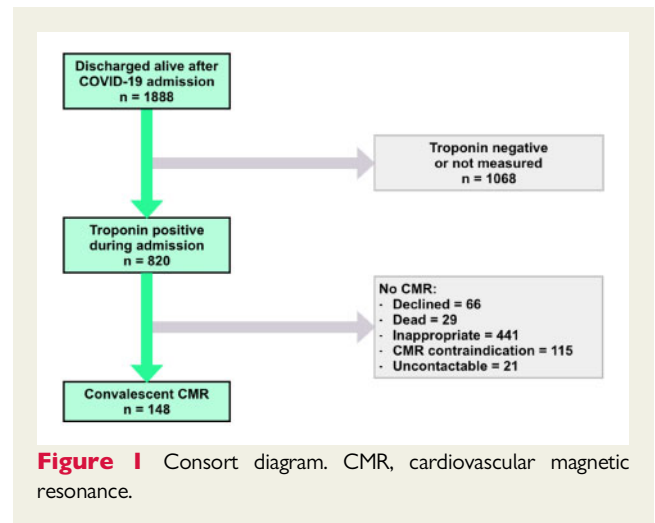 Discharged alive after
COVID-19 admission
n = 1888
Troponin negative
or not measured
n = 1068
Troponin positive
during admission
n = 820
No CMR:
- Declined = 66
- Dead = 29
- Inappropriate = 441
- CMR contraindication = 115
- Uncontactable = 21
Convalescent CMR
n = 148
Figure 1 Consort diagram. CMR, cardiovascular magnetic
resonance.